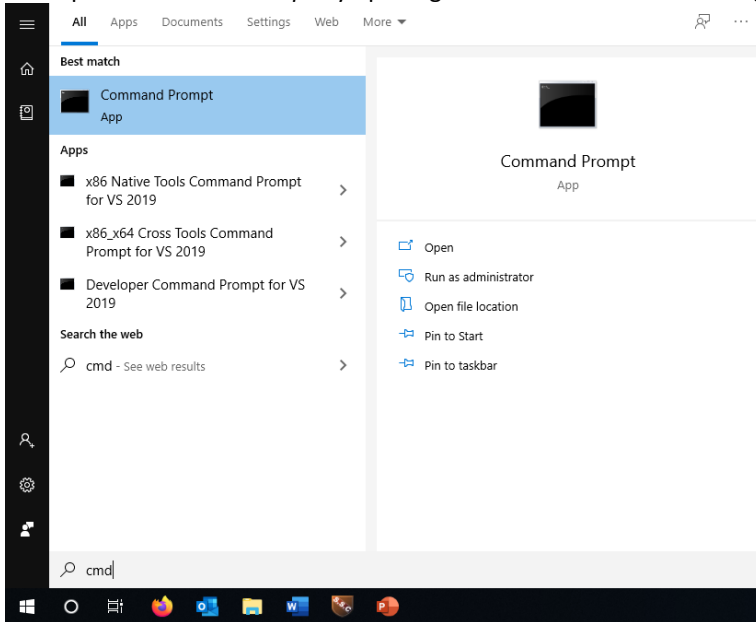 All Apps Documents Settings Web More
Best match
Command Prompt
App
Apps
x86 Native Tools Command Prompt
for VS 2019
x86_x64 Cross Tools Command
Prompt for VS 2019
Developer Command Prompt for VS
2019
Search the web
cmd - See web results
Command Prompt
App
Open
Run as administrator
Open file location
Pin to Start
Pin to taskbar
cmd